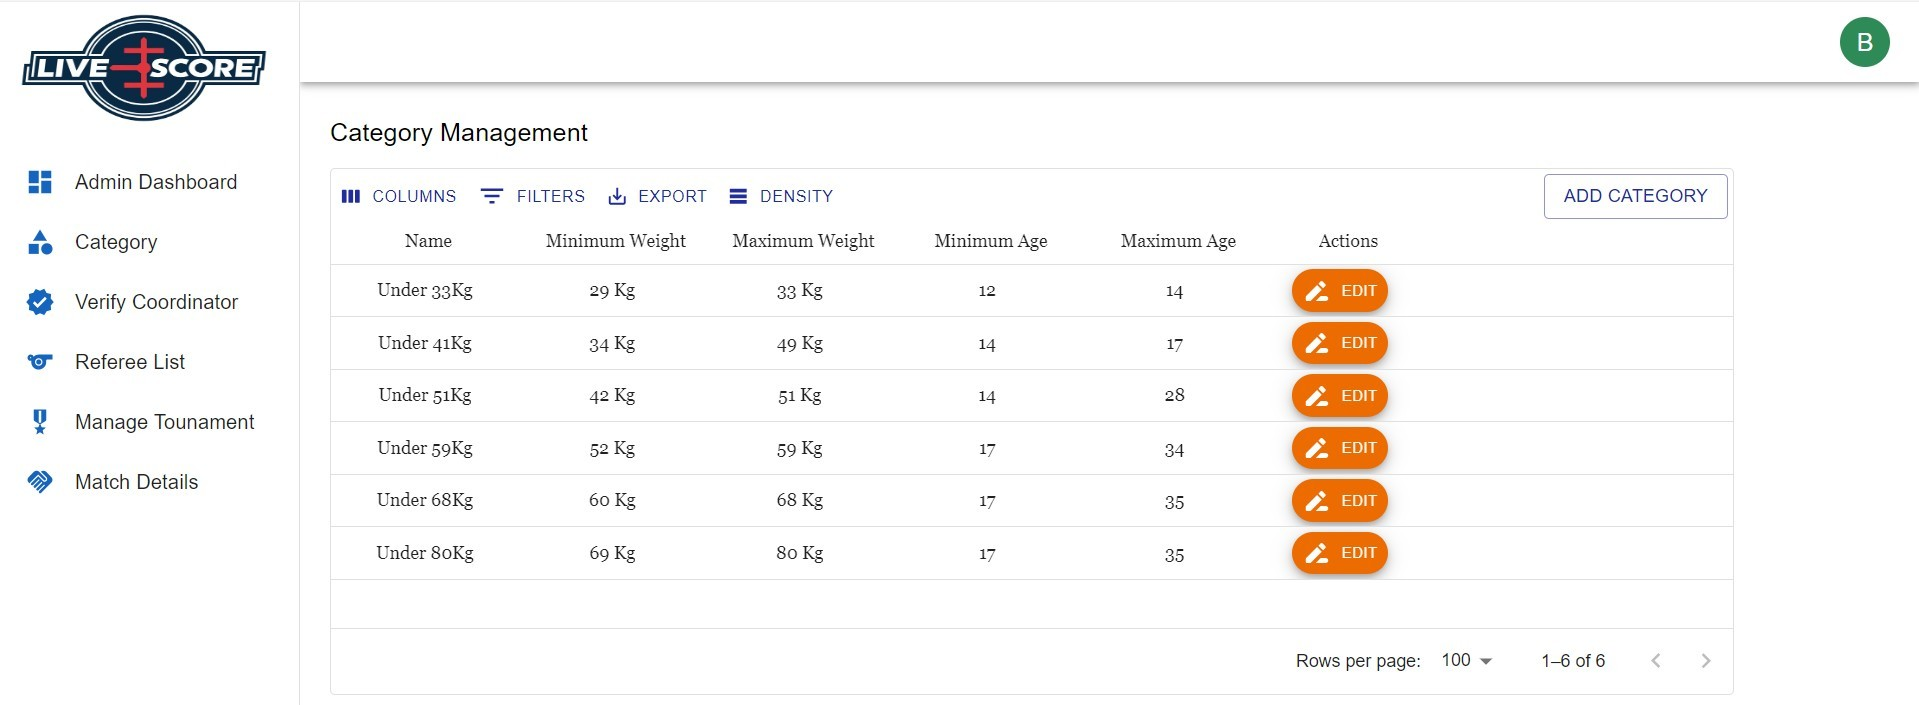 LIVE SCORE
B
Admin Dashboard
Category
Verify Coordinator
Referee List
Manage Tounament
Match Details
Category Management
COLUMNS FILTERS EXPORT DENSITY ADD CATEGORY
Name Minimum Weight Maximum Weight Minimum Age Maximum Age Actions
Under 33Kg 29 Kg 33 Kg 12 14 EDIT
Under 41Kg 34 Kg 49 Kg 14 17 EDIT
Under 51Kg 42 Kg 51 Kg 14 28 EDIT
Under 59Kg 52 Kg 59 Kg 17 34 EDIT
Under 68Kg 60 Kg 68 Kg 17 35 EDIT
Under 80Kg 69 Kg 80 Kg 17 35 EDIT
Rows per page: 100 1–6 of 6